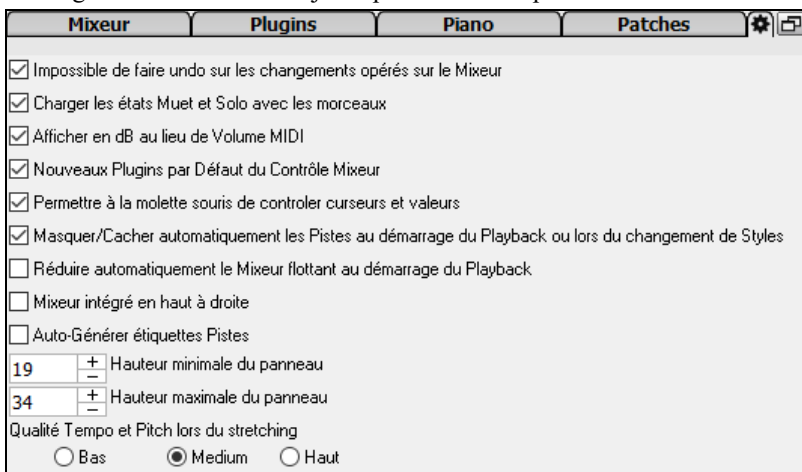 Mixeur Plugins Piano Patches
Impossible de faire undo sur les changements opérés sur le Mixeur
Charger les états Muet et Solo avec les morceaux
Afficher en dB au lieu de Volume MIDI
Nouveaux Plugins par Défaut du Contrôle Mixeur
Permettre à la molette souris de controler curseurs et valeurs
Masquer/Cacher automatiquement les Pistes au démarrage du Playback ou lors du changement de Styles
Réduire automatiquement le Mixeur flottant au démarrage du Playback
Mixeur intégré en haut à droite
Auto-Générer étiquettes Pistes
19 Hauteur minimale du panneau
34 Hauteur maximale du panneau
Qualité Tempo et Pitch lors du stretching
Bas Medium Haut